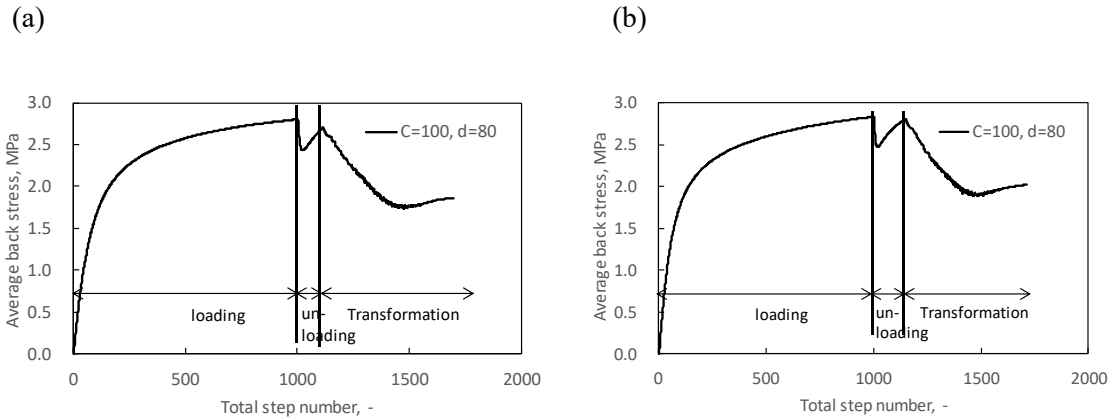 (a)
Average back stress, MPa
3.0
2.5
2.0
1.5
1.0
0.5
0.0
C=100, d=80
loading
un-
loading
Transformation
0 500 1000 1500 2000
Total step number, -
(b)
Average back stress, MPa
3.0
2.5
2.0
1.5
1.0
0.5
0.0
C=100, d=80
loading
un-
loading
Transformation
0 500 1000 1500 2000
Total step number, -